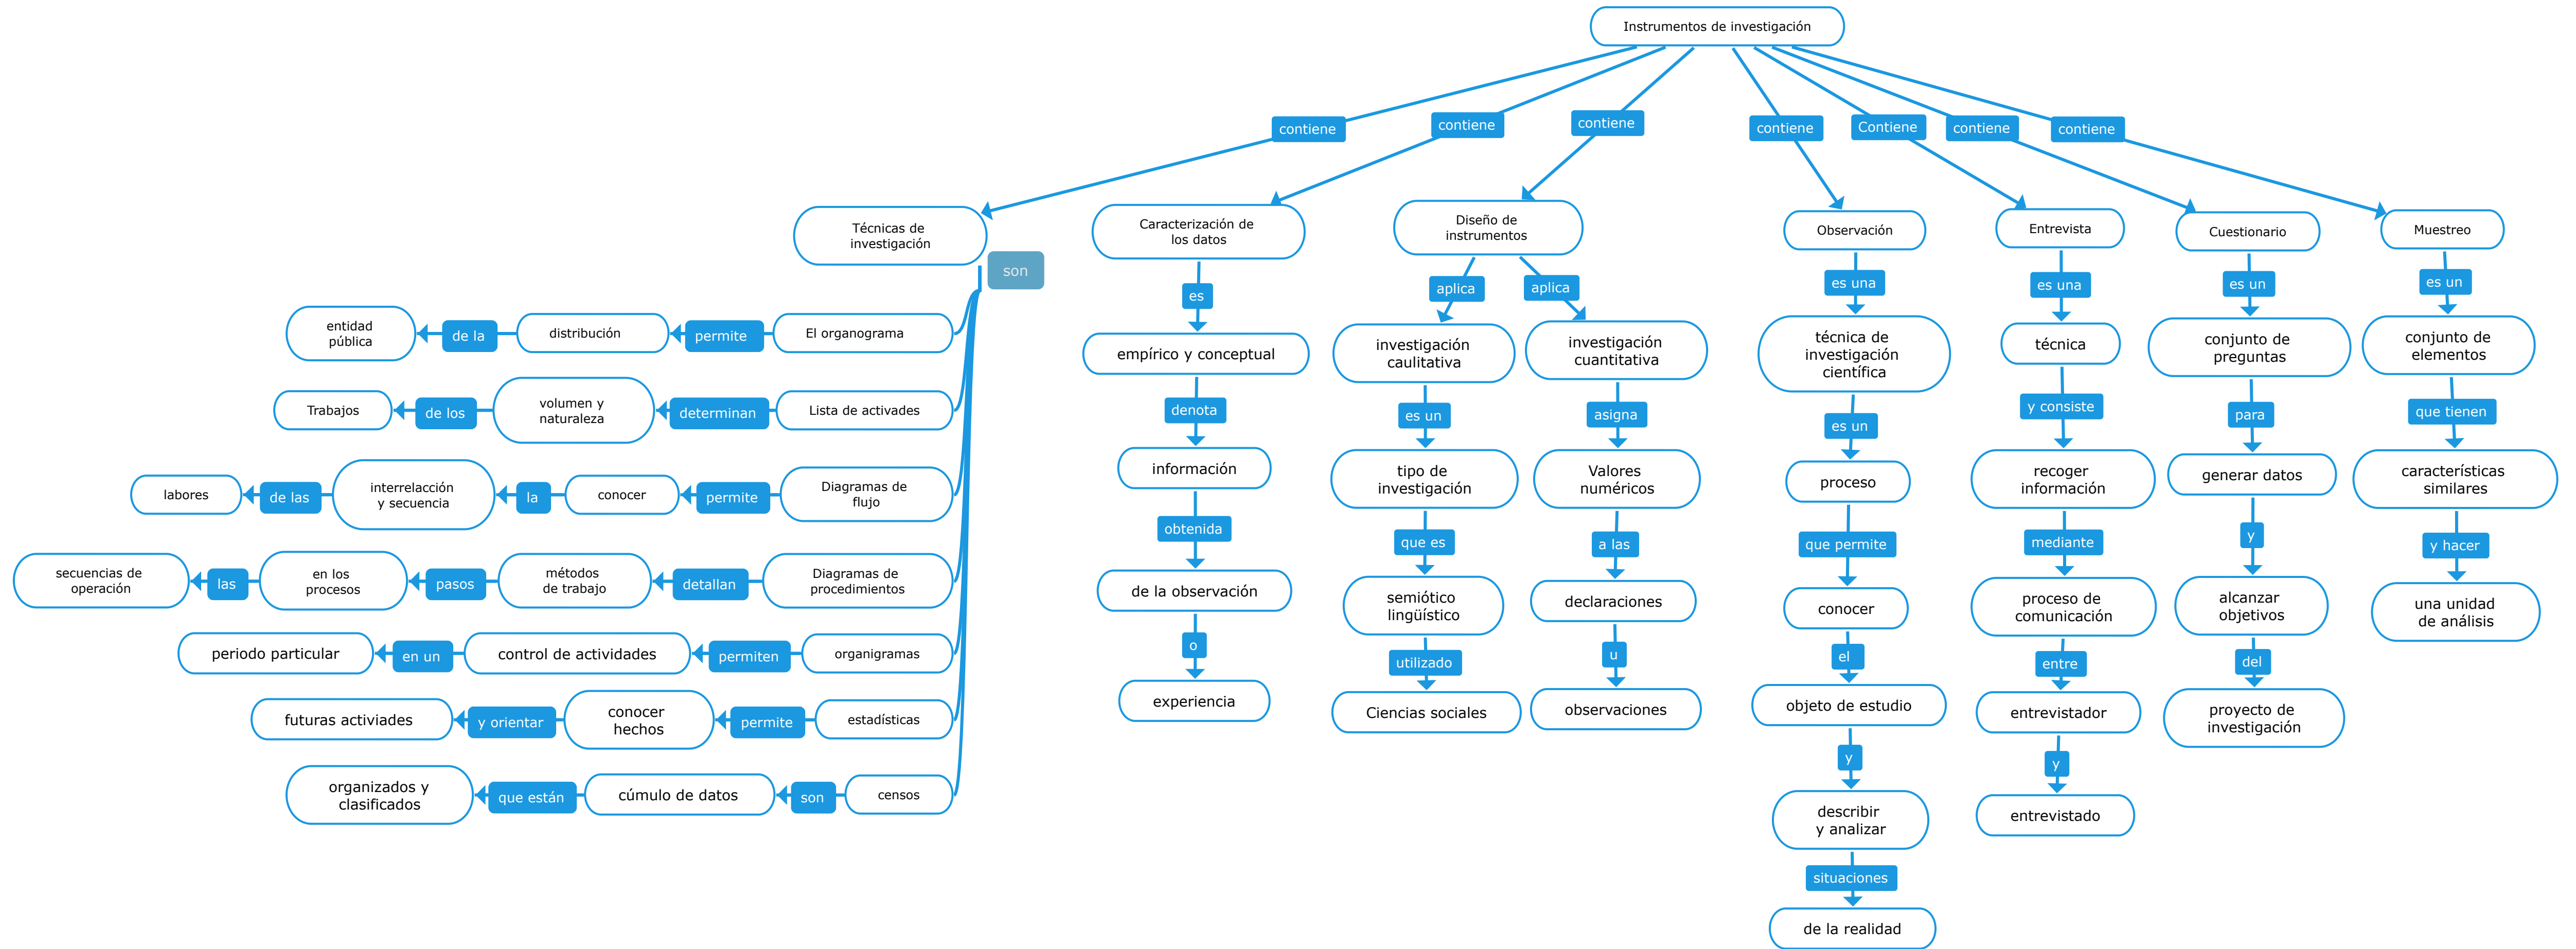 Instrumentos de investigación
contiene
contiene
contiene
contiene
Contiene
contiene
contiene
Técnicas de
investigación
son
El organograma
permite
distribución
de la
entidad
pública
Lista de activades
determinan
volumen y
naturaleza
de los
Trabajos
Diagramas de
flujo
permite
conocer
la
interrelacción
y secuencia
de las
labores
Diagramas de
procedimientos
detallan
métodos
de trabajo
pasos
en los
procesos
las
secuencias de
operación
organigramas
permiten
control de actividades
en un
periodo particular
estadísticas
permite
conocer
hechos
y orientar
futuras activiades
censos
son
cúmulo de datos
que están
organizados y
clasificados
Caracterización de
los datos
es
empírico y conceptual
denota
información
obtenida
de la observación
o
experiencia
Diseño de
instrumentos
aplica
investigación
caulitativa
es un
tipo de
investigación
que es
semiótico
lingüístico
utilizado
Ciencias sociales
aplica
investigación
cuantitativa
asigna
Valores
numéricos
a las
declaraciones
u
observaciones
Observación
es una
técnica de
investigación
científica
es un
proceso
que permite
conocer
el
objeto de estudio
y
describir
y analizar
situaciones
de la realidad
Entrevista
es una
técnica
y consiste
recoger
información
mediante
proceso de
comunicación
entre
entrevistador
y
entrevistado
Cuestionario
es un
conjunto de
preguntas
para
generar datos
y
alcanzar
objetivos
del
proyecto de
investigación
Muestreo
es un
conjunto de
elementos
que tienen
características
similares
y hacer
una unidad
de análisis